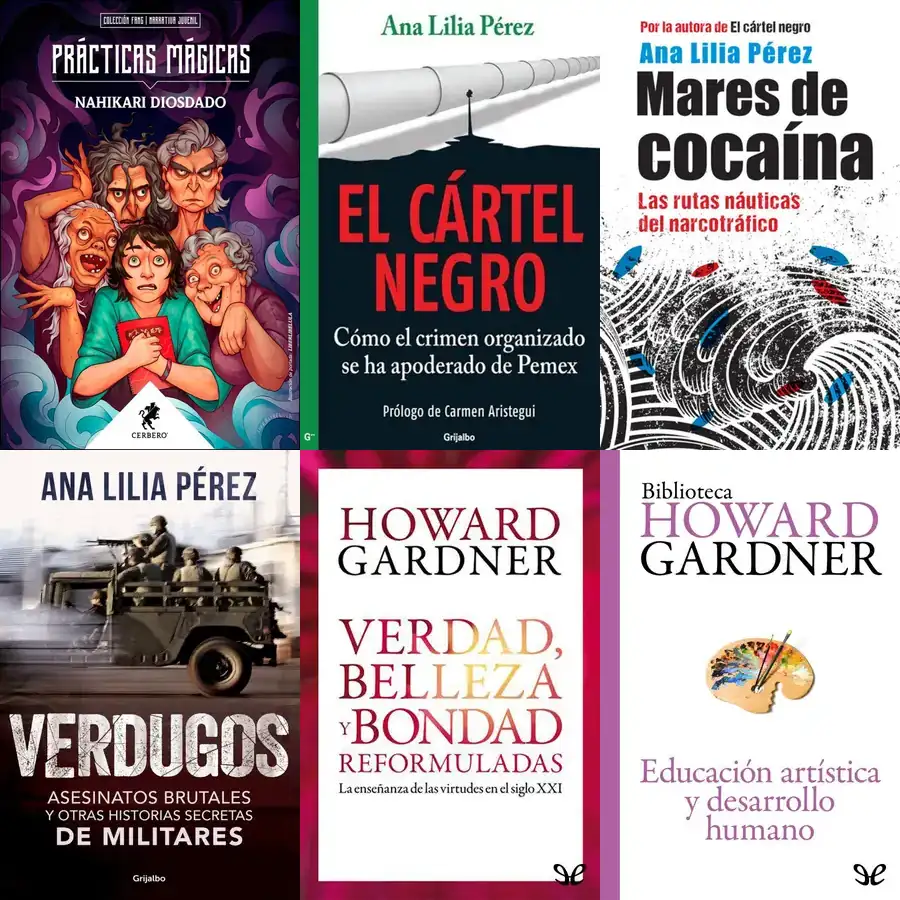 COLECCIÓN FANG | NARRATIVA JUVENIL
PRÁCTICAS MÁGICAS
NAHIKARI DIOSDADO
CERBERO
Ana Lilia Pérez
EL CÁRTEL
NEGRO
Cómo el crimen organizado
se ha apoderado de Pemex
Prólogo de Carmen Aristegui
Grijalbo
G
Por la autora de El cártel negro
Ana Lilia Pérez
Mares de
cocaína
Las rutas náuticas
del narcotráfico
ANA LILIA PÉREZ
VERDUGOS
ASESINATOS BRUTALES
Y OTRAS HISTORIAS SECRETAS
DE MILITARES
Grijalbo
HOWARD
GARDNER
VERDAD,
BELLEZA
Y BONDAD
REFORMULADAS
La enseñanza de las virtudes en el siglo XXI
Biblioteca
HOWARD
GARDNER
Educación artística
y desarrollo
humano